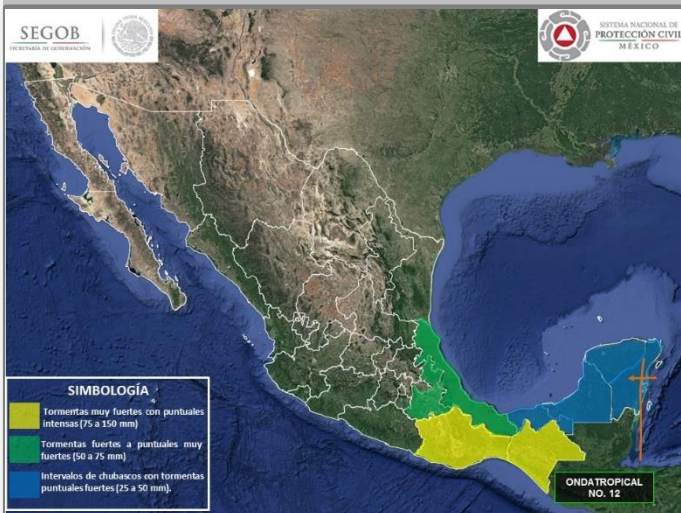 SEGOB
SECRETARÍA DE GOBERNACIÓN
SISTEMA NACIONAL DE
PROTECCIÓN CIVIL
MÉXICO
SIMBOLOGÍA
Tormentas muy fuertes con puntuales
intensas (75 a 150 mm)
Tormentas fuertes a puntuales muy
fuertes (50 a 75 mm)
Intervalos de chubascos con tormentas
puntuales fuertes (25 a 50 mm).
ONDA TROPICAL
NO. 12